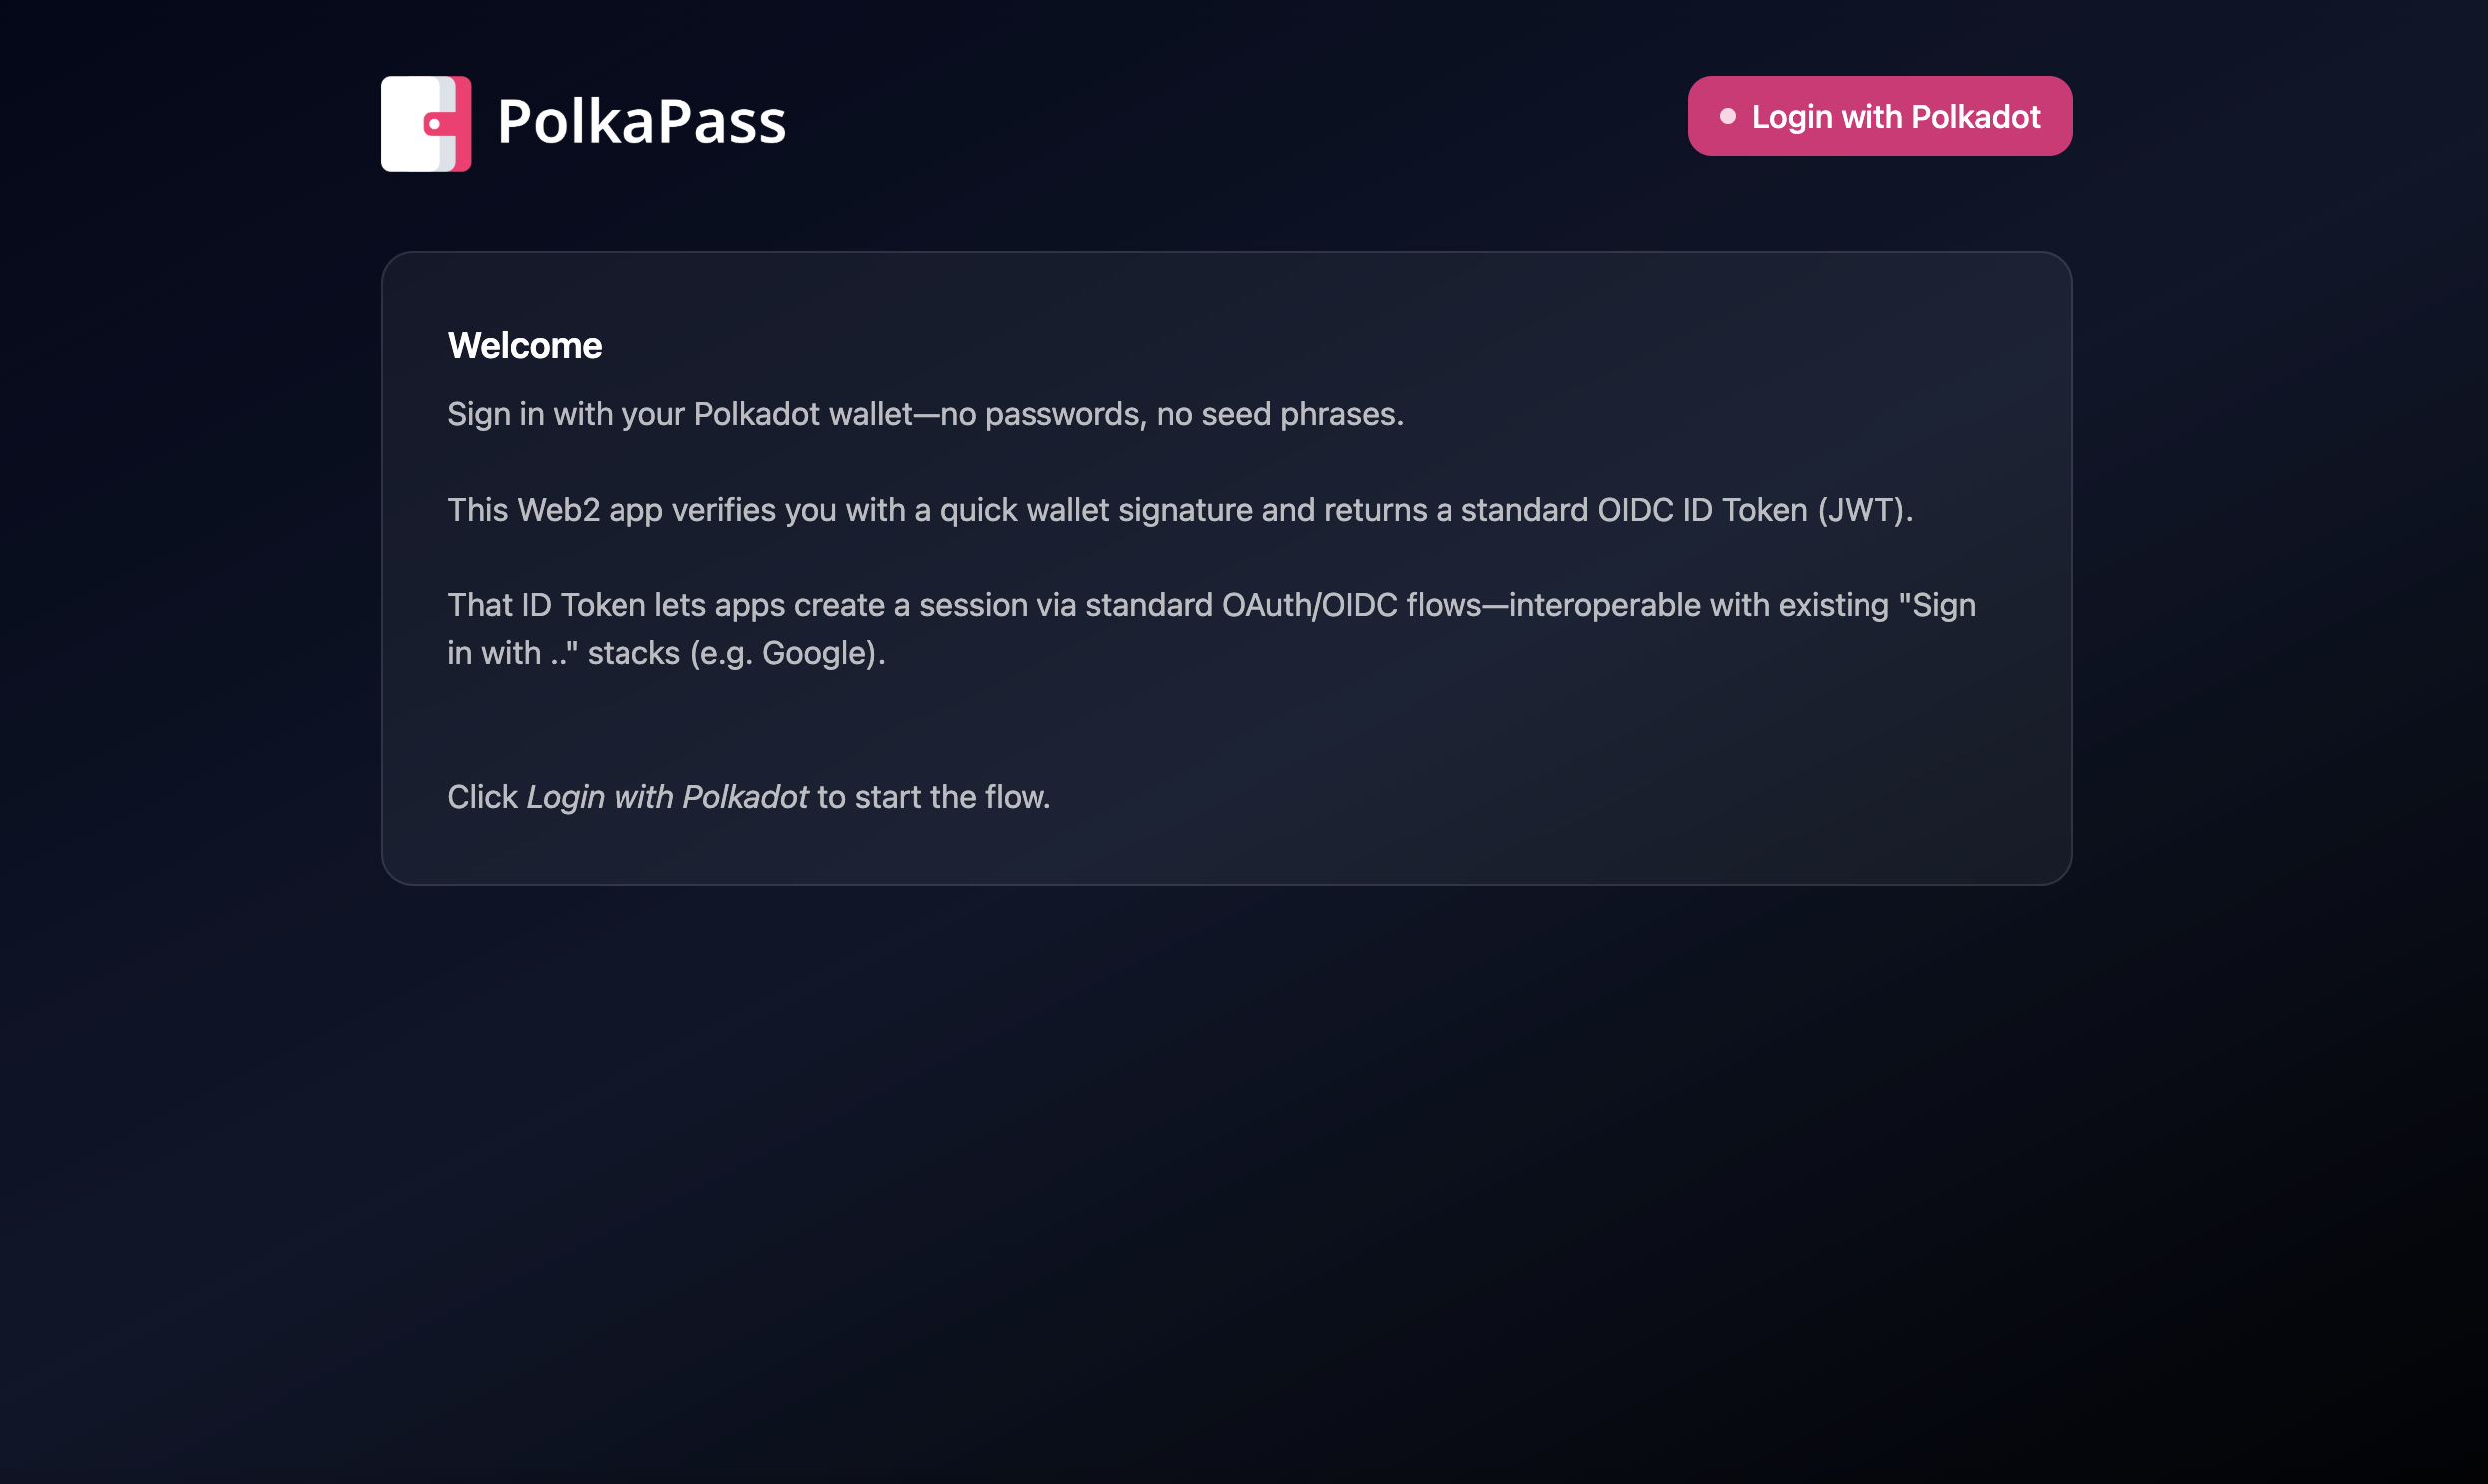 PolkaPass
Login with Polkadot
Welcome
Sign in with your Polkadot wallet—no passwords, no seed phrases.
This Web2 app verifies you with a quick wallet signature and returns a standard OIDC ID Token (JWT).
That ID Token lets apps create a session via standard OAuth/OIDC flows—interoperable with existing "Sign
in with .." stacks (e.g. Google).
Click Login with Polkadot to start the flow.